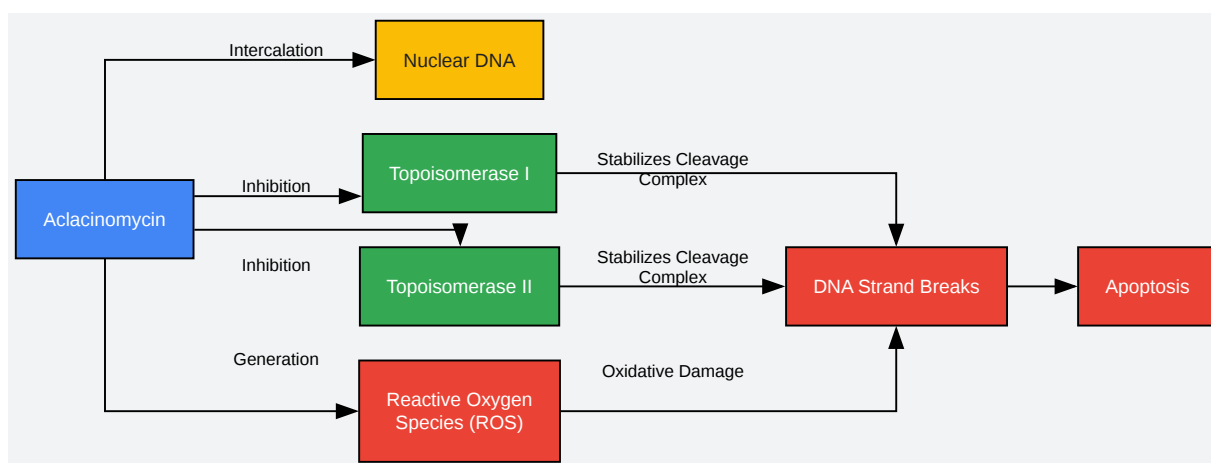 Intercalation
Nuclear DNA
Aclacinomycin
Inhibition
Topoisomerase I
Stabilizes Cleavage
Complex
Inhibition
Topoisomerase II
Stabilizes Cleavage
Complex
DNA Strand Breaks
Apoptosis
Generation
Reactive Oxygen
Species (ROS)
Oxidative Damage